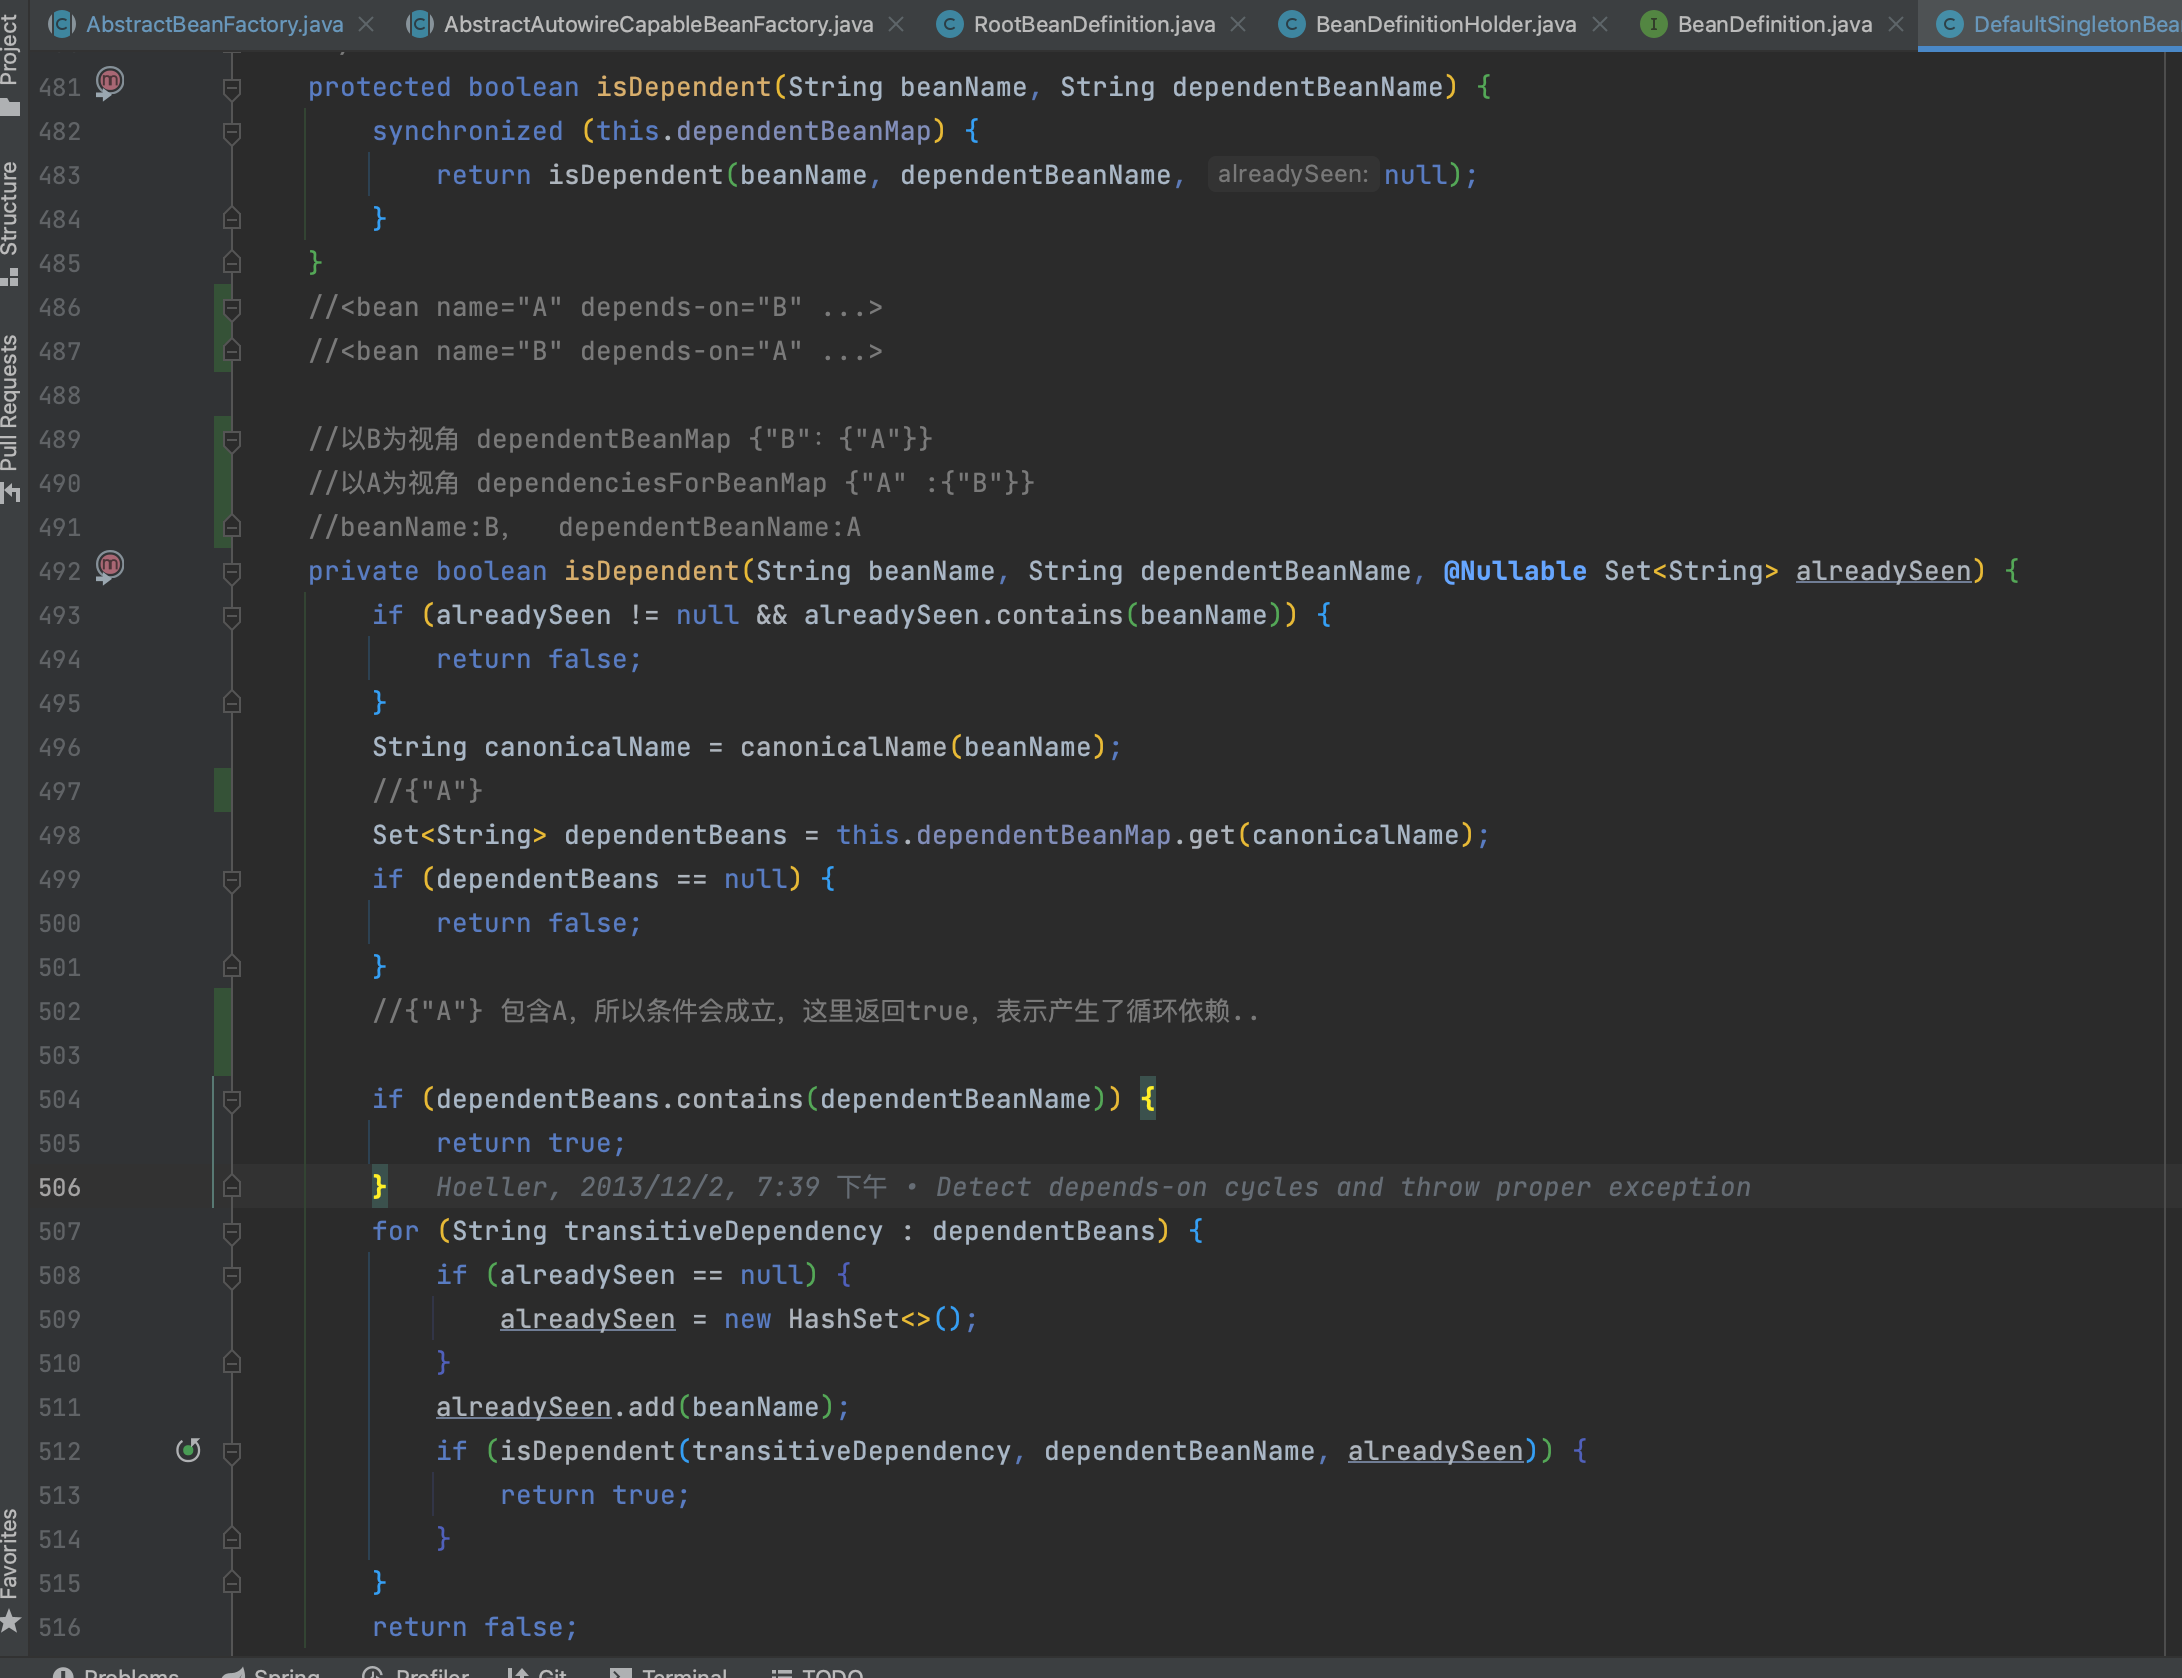 AbstractBeanFactory.java AbstractAutowireCapableBeanFactory.java RootBeanDefinition.java BeanDefinitionHolder.java BeanDefinition.java DefaultSingletonBea
Project
Structure
Pull Requests
Favorites
481 protected boolean isDependent(String beanName, String dependentBeanName) {
482 synchronized (this.dependentBeanMap) {
483 return isDependent(beanName, dependentBeanName, alreadySeen: null);
484 }
485 }
486 //<bean name="A" depends-on="B" ...>
487 //<bean name="B" depends-on="A" ...>
488
489 //以B为视角 dependentBeanMap {"B"：{"A"}}
490 //以A为视角 dependenciesForBeanMap {"A" :{"B"}}
491 //beanName:B， dependentBeanName:A
492 private boolean isDependent(String beanName, String dependentBeanName, @Nullable Set<String> alreadySeen) {
493 if (alreadySeen != null && alreadySeen.contains(beanName)) {
494 return false;
495 }
496 String canonicalName = canonicalName(beanName);
497 //{"A"}
498 Set<String> dependentBeans = this.dependentBeanMap.get(canonicalName);
499 if (dependentBeans == null) {
500 return false;
501 }
502 //{"A"} 包含A，所以条件会成立，这里返回true，表示产生了循环依赖..
503
504 if (dependentBeans.contains(dependentBeanName)) {
505 return true;
506 } Hoeller, 2013/12/2, 7:39 下午 • Detect depends-on cycles and throw proper exception
507 for (String transitiveDependency : dependentBeans) {
508 if (alreadySeen == null) {
509 alreadySeen = new HashSet<>();
510 }
511 alreadySeen.add(beanName);
512 if (isDependent(transitiveDependency, dependentBeanName, alreadySeen)) {
513 return true;
514 }
515 }
516 return false;
Problems Spring Profiler Git Terminal TODO